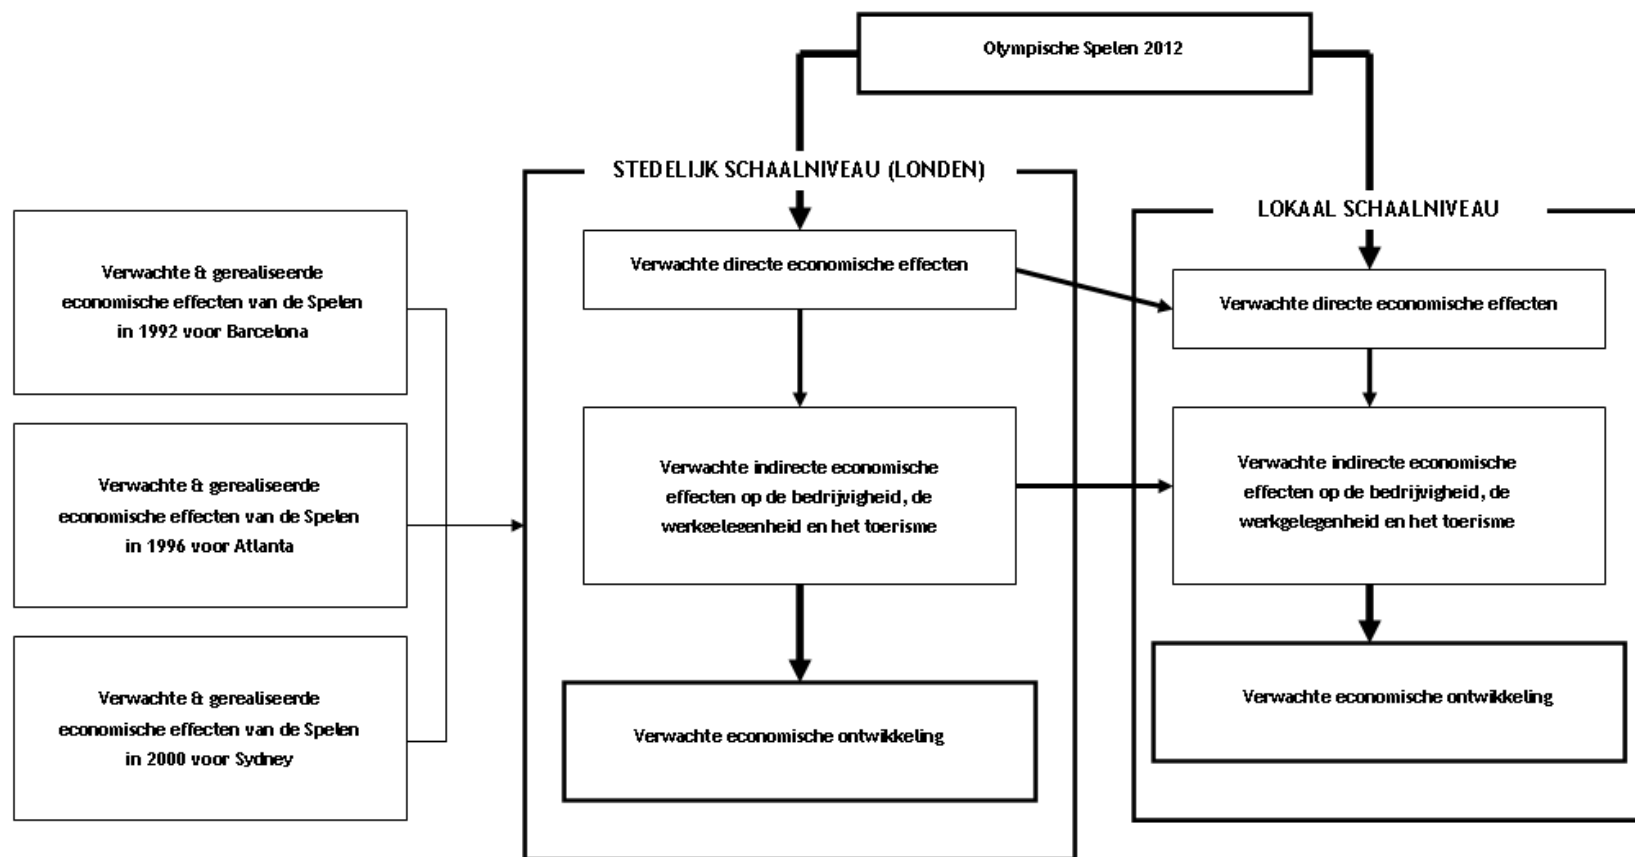 Olympische Spelen 2012
STEDELIJK SCHAALNIVEAU (LONDEN)
LOKAAL SCHAALNIVEAU
Verwachte & gerealiseerde
economische effecten van de Spelen
in 1992 voor Barcelona
Verwachte directe economische effecten
Verwachte directe economische effecten
Verwachte & gerealiseerde
economische effecten van de Spelen
in 1996 voor Atlanta
Verwachte indirecte economische
effecten op de bedrijvigheid, de
werkgelegenheid en het toerisme
Verwachte indirecte economische
effecten op de bedrijvigheid, de
werkgelegenheid en het toerisme
Verwachte & gerealiseerde
economische effecten van de Spelen
in 2000 voor Sydney
Verwachte economische ontwikkeling
Verwachte economische ontwikkeling